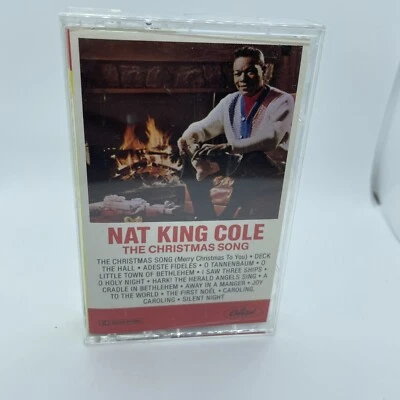 NAT KING COLE
THE CHRISTMAS SONG
THE CHRISTMAS SONG (Merry Christmas To You) • DECK
THE HALL • ADESTE FIDELES • O TANNENBAUM • O
LITTLE TOWN OF BETHLEHEM • I SAW THREE SHIPS •
O HOLY NIGHT • HARK! THE HERALD ANGELS SING • A
CRADLE IN BETHLEHEM • AWAY IN A MANGER • JOY
TO THE WORLD • THE FIRST NOËL • CAROLING,
CAROLING • SILENT NIGHT
Capitol